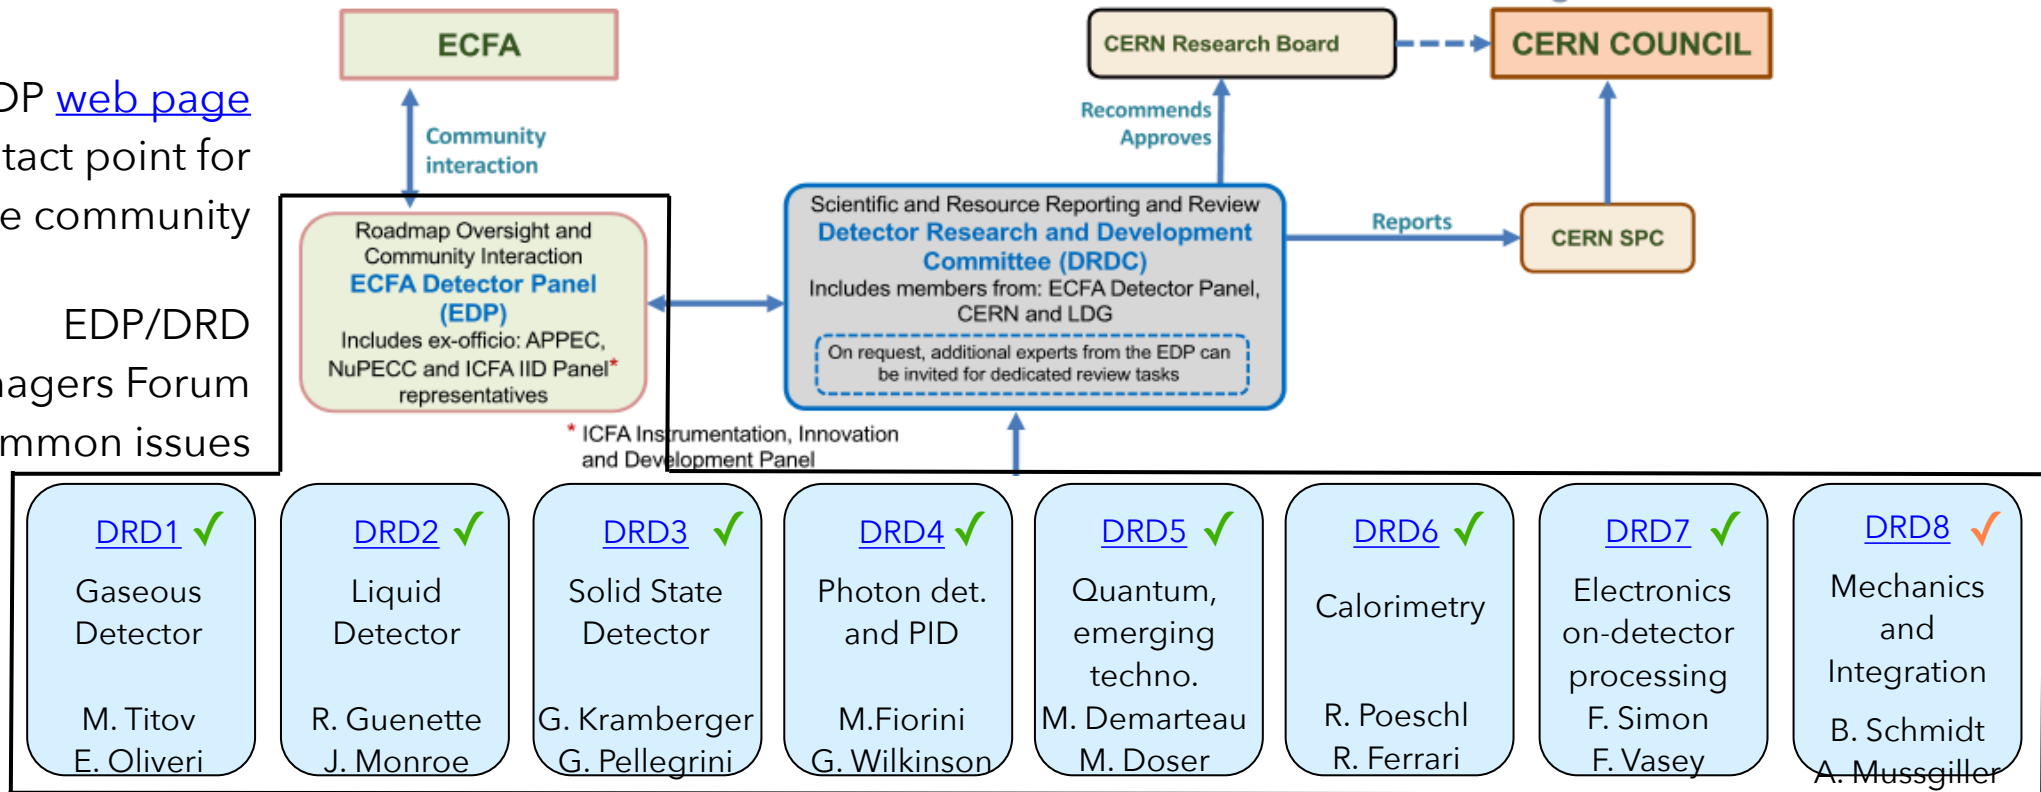 ECFA
CERN Research Board
CERN COUNCIL
DP web page
tact point for
e community
Community
interaction
Recommends
Approves
Roadmap Oversight and
Community Interaction
ECFA Detector Panel
(EDP)
Includes ex-officio: APPEC,
NuPECC and ICFA IID Panel*
representatives
Scientific and Resource Reporting and Review
Detector Research and Development
Committee (DRDC)
Includes members from: ECFA Detector Panel,
CERN and LDG
On request, additional experts from the EDP can
be invited for dedicated review tasks
Reports
CERN SPC
EDP/DRD
nagers Forum
mmon issues
* ICFA Instrumentation, Innovation
and Development Panel
DRD1 ✓
Gaseous
Detector
M. Titov
E. Oliveri
DRD2 ✓
Liquid
Detector
R. Guenette
J. Monroe
DRD3 ✓
Solid State
Detector
G. Kramberger
G. Pellegrini
DRD4 ✓
Photon det.
and PID
M.Fiorini
G. Wilkinson
DRD5 ✓
Quantum,
emerging
techno.
M. Demarteau
M. Doser
DRD6 ✓
Calorimetry
R. Poeschl
R. Ferrari
DRD7 ✓
Electronics
on-detector
processing
F. Simon
F. Vasey
DRD8 ✓
Mechanics
and
Integration
B. Schmidt
A. Mussgiller